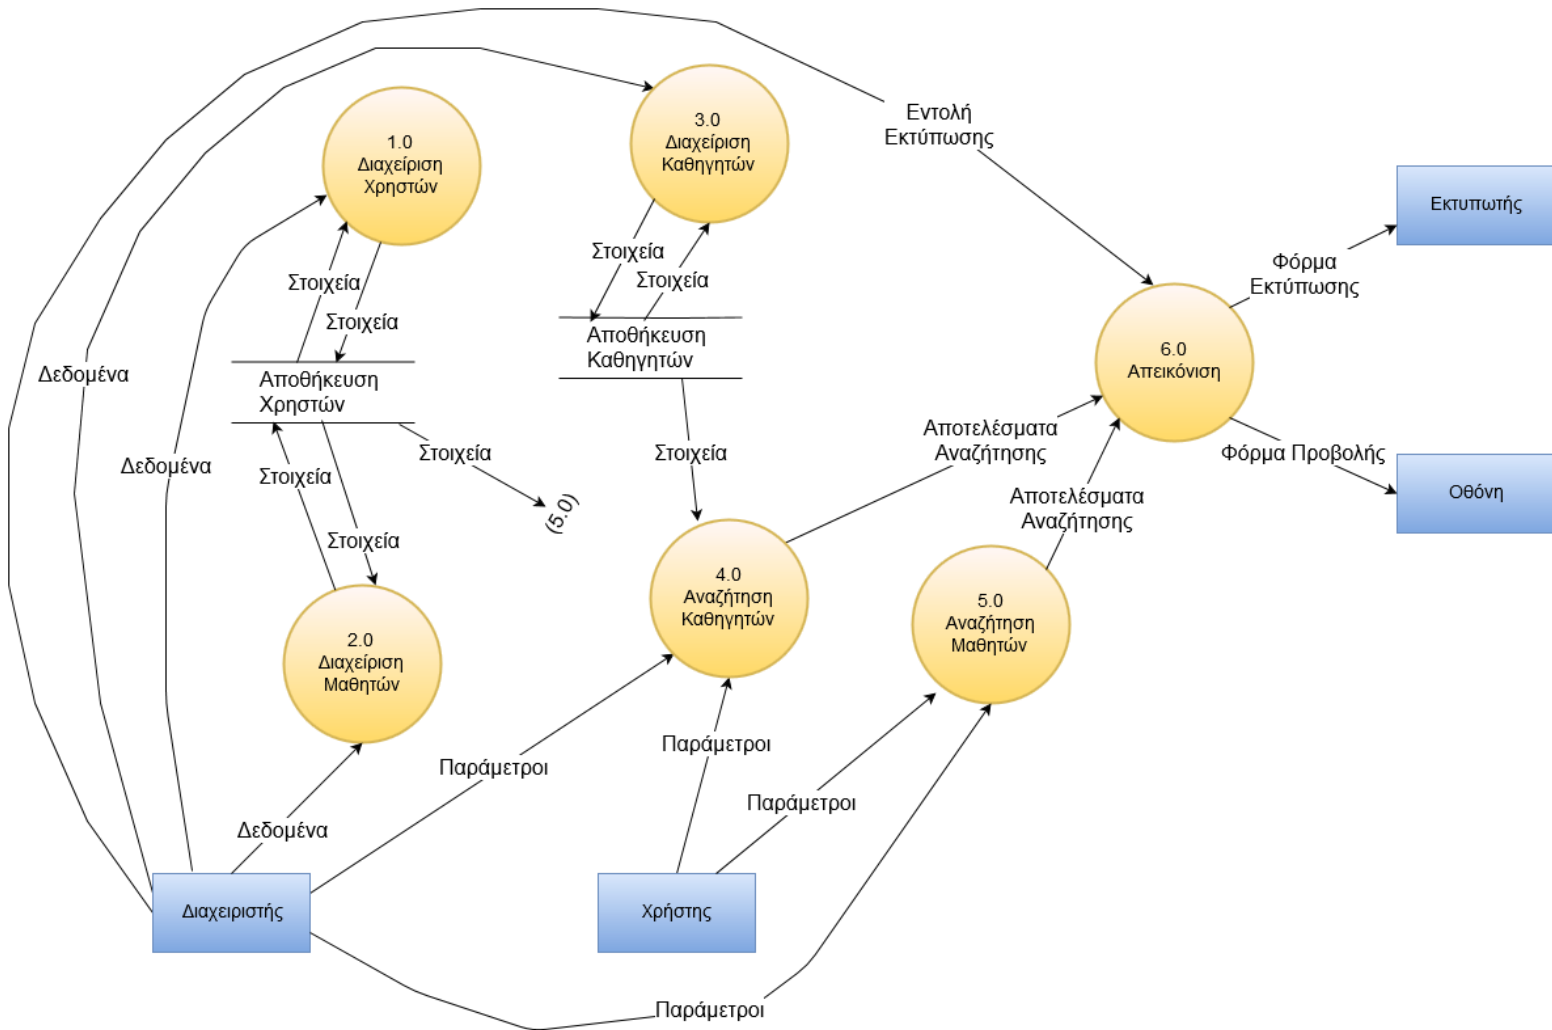 Εντολή
Εκτύπωσης
1.0
Διαχείριση
Χρηστών
3.0
Διαχείριση
Καθηγητών
Εκτυπωτής
Στοιχεία
Στοιχεία
Στοιχεία
Στοιχεία
Φόρμα
Εκτύπωσης
Αποθήκευση
Καθηγητών
6.0
Απεικόνιση
Δεδομένα
Αποθήκευση
Χρηστών
Δεδομένα
Στοιχεία
Στοιχεία
Στοιχεία
Αποτελέσματα
Αναζήτησης
Φόρμα Προβολής
Οθόνη
(5.0)
Αποτελέσματα
Αναζήτησης
Στοιχεία
4.0
Αναζήτηση
Καθηγητών
5.0
Αναζήτηση
Μαθητών
2.0
Διαχείριση
Μαθητών
Παράμετροι
Παράμετροι
Παράμετροι
Δεδομένα
Διαχειριστής
Χρήστης
Παράμετροι